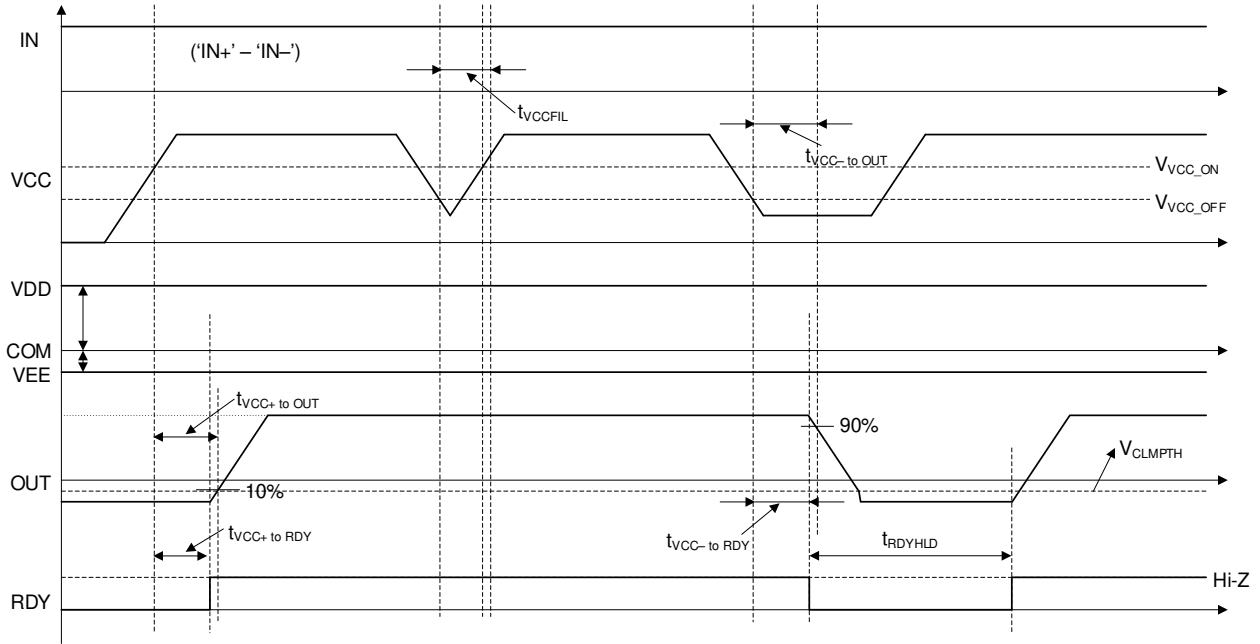 IN
(‘IN+’ – ‘IN–’)
tVCCFIL
tVCC– to OUT
VCC
VVCC_ON
VVCC_OFF
VDD
COM
VEE
tVCC+ to OUT
90%
VCLMPTH
OUT
10%
tVCC+ to RDY
tVCC– to RDY
tRDYHLD
Hi-Z
RDY